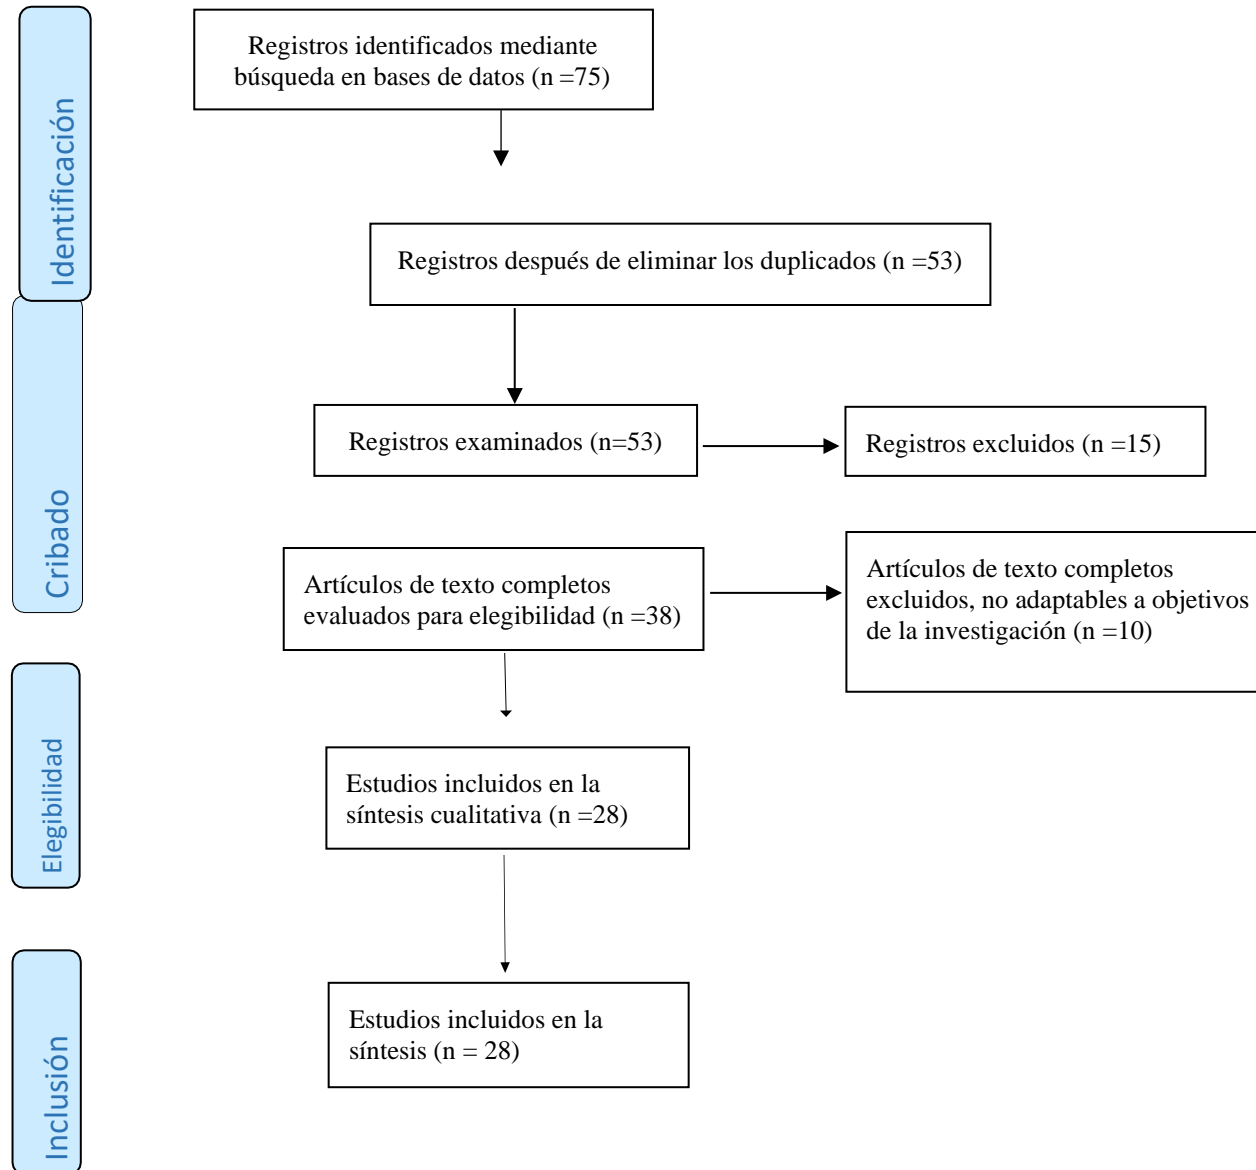 Identificación
Registros identificados mediante
búsqueda en bases de datos (n =75)
Registros después de eliminar los duplicados (n =53)
Cribado
Registros examinados (n=53)
Registros excluidos (n =15)
Artículos de texto completos
evaluados para elegibilidad (n =38)
Artículos de texto completos
excluidos, no adaptables a objetivos
de la investigación (n =10)
Elegibilidad
Estudios incluidos en la
síntesis cualitativa (n =28)
Inclusión
Estudios incluidos en la
síntesis (n = 28)